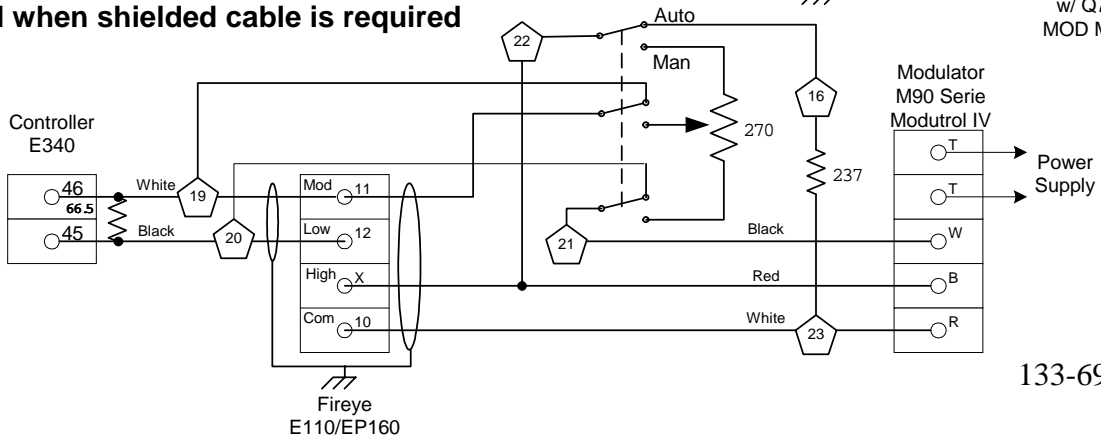 when shielded cable is required
w/ Q7
MOD M
Auto
Man
22
16
270
237
Controller
E340
46
66.5
45
White
Black
19
20
Mod
11
Low
12
High
X
Com
10
21
Black
Red
White
23
Modulator
M90 Serie
Modutrol IV
T
T
W
B
R
Power
Supply
Fireye
E110/EP160
133-69